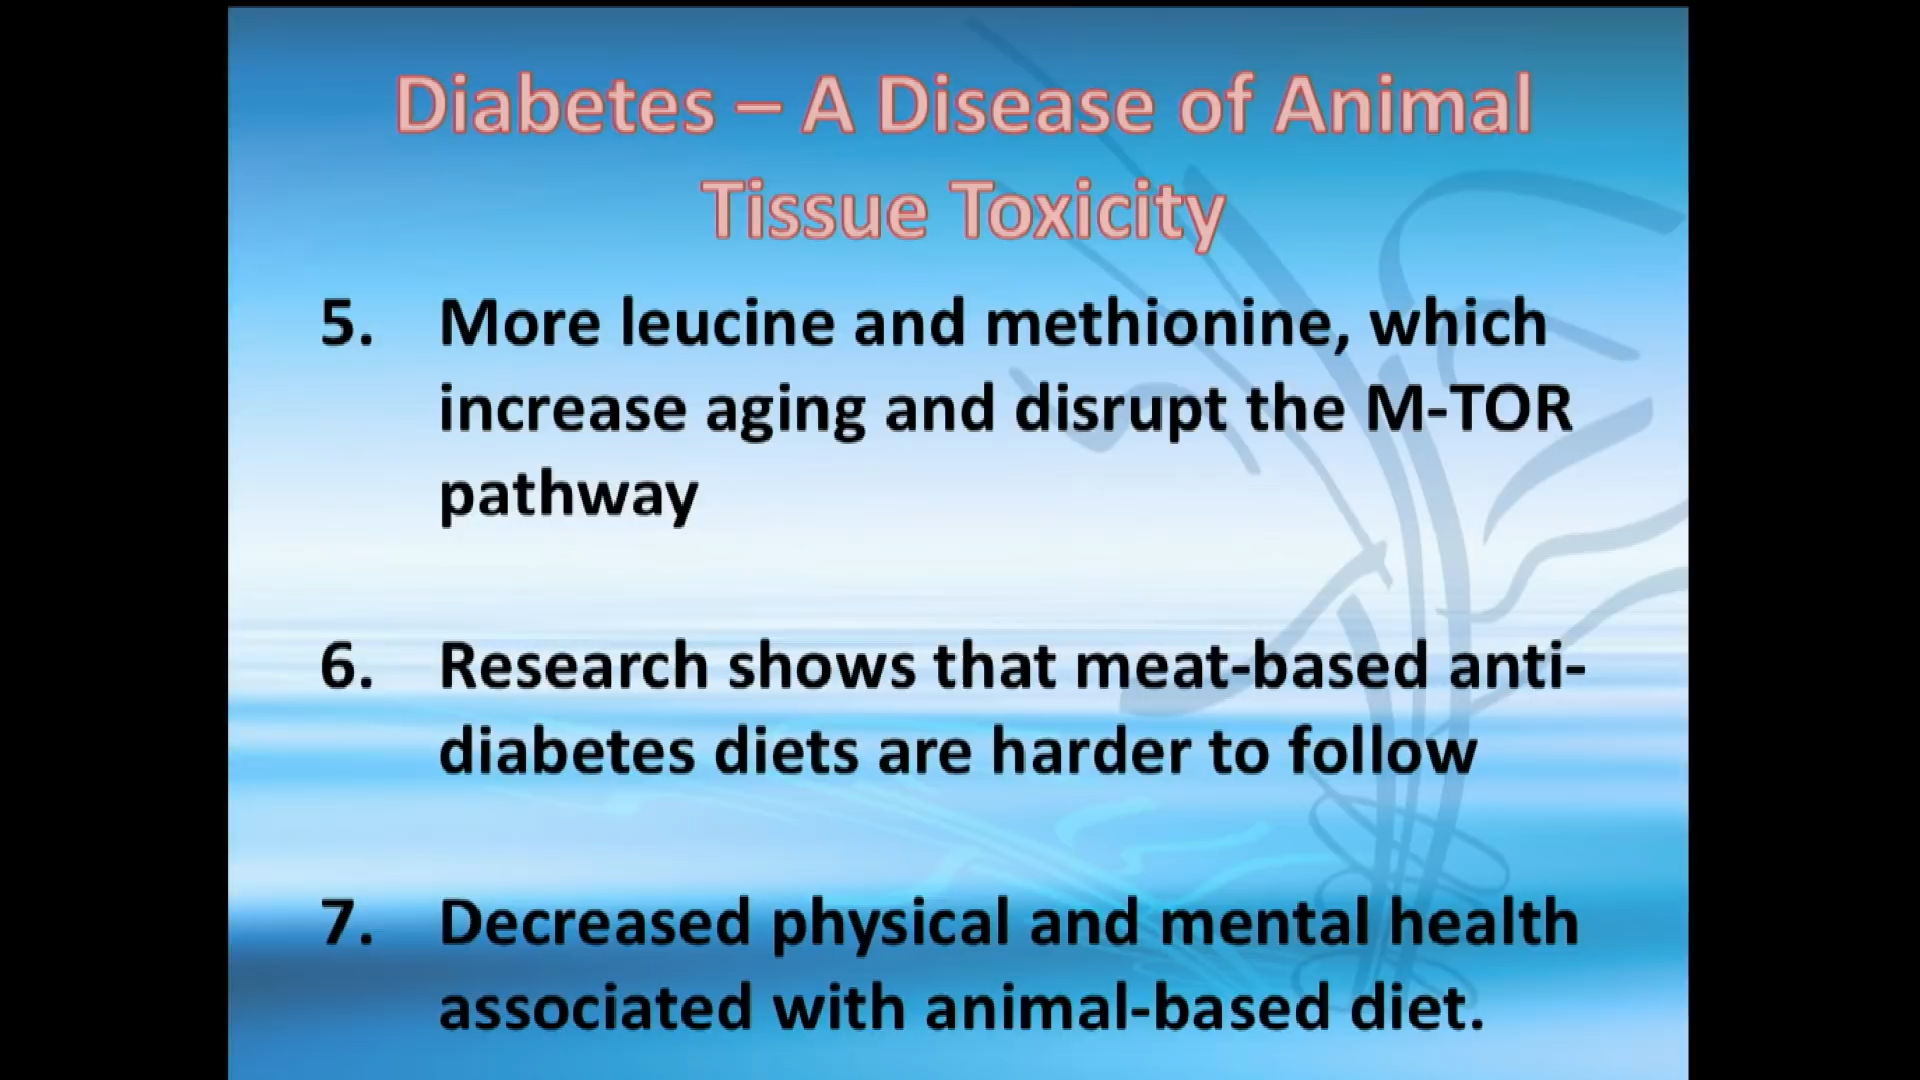 Diabetes – A Disease of Animal
Tissue Toxicity
5. More leucine and methionine, which
increase aging and disrupt the M-TOR
pathway
6. Research shows that meat-based anti-
diabetes diets are harder to follow
7. Decreased physical and mental health
associated with animal-based diet.